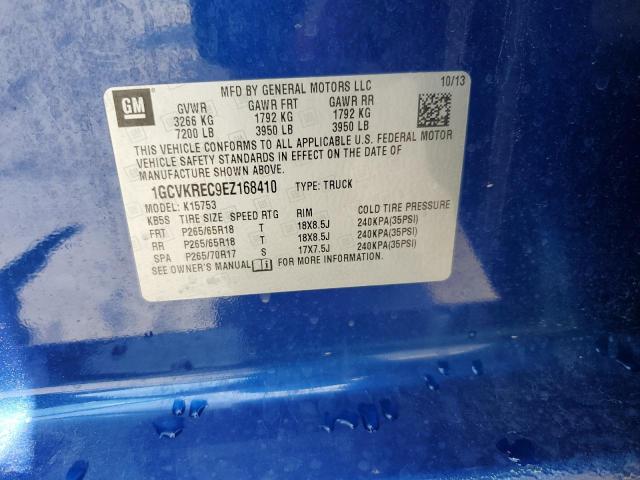 GM
MFD BY GENERAL MOTORS LLC 10/13
GVWR GAWR FRT GAWR RR
3266 KG 1792 KG 1792 KG
7200 LB 3950 LB 3950 LB
THIS VEHICLE CONFORMS TO ALL APPLICABLE U.S. FEDERAL MOTOR
VEHICLE SAFETY STANDARDS IN EFFECT ON THE DATE OF
MANUFACTURE SHOWN ABOVE.
1GCVKREC9EZ168410 TYPE: TRUCK
MODEL: K15753
KB5S TIRE SIZE SPEED RTG RIM COLD TIRE PRESSURE
FRT P265/65R18 T 18X8.5J 240KPA(35PSI)
RR P265/65R18 T 18X8.5J 240KPA(35PSI)
SPA P265/70R17 S 17X7.5J 240KPA(35PSI)
SEE OWNER'S MANUAL FOR MORE INFORMATION.